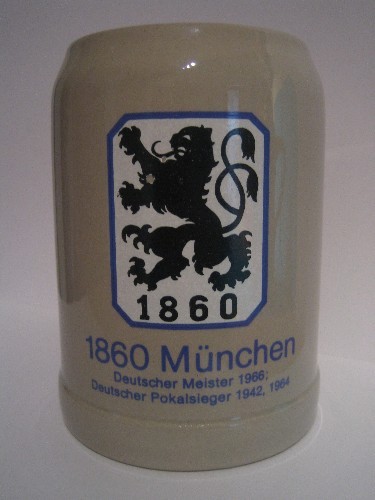 1860
1860 München
Deutscher Meister 1966;
Deutscher Pokalsieger 1942, 1964